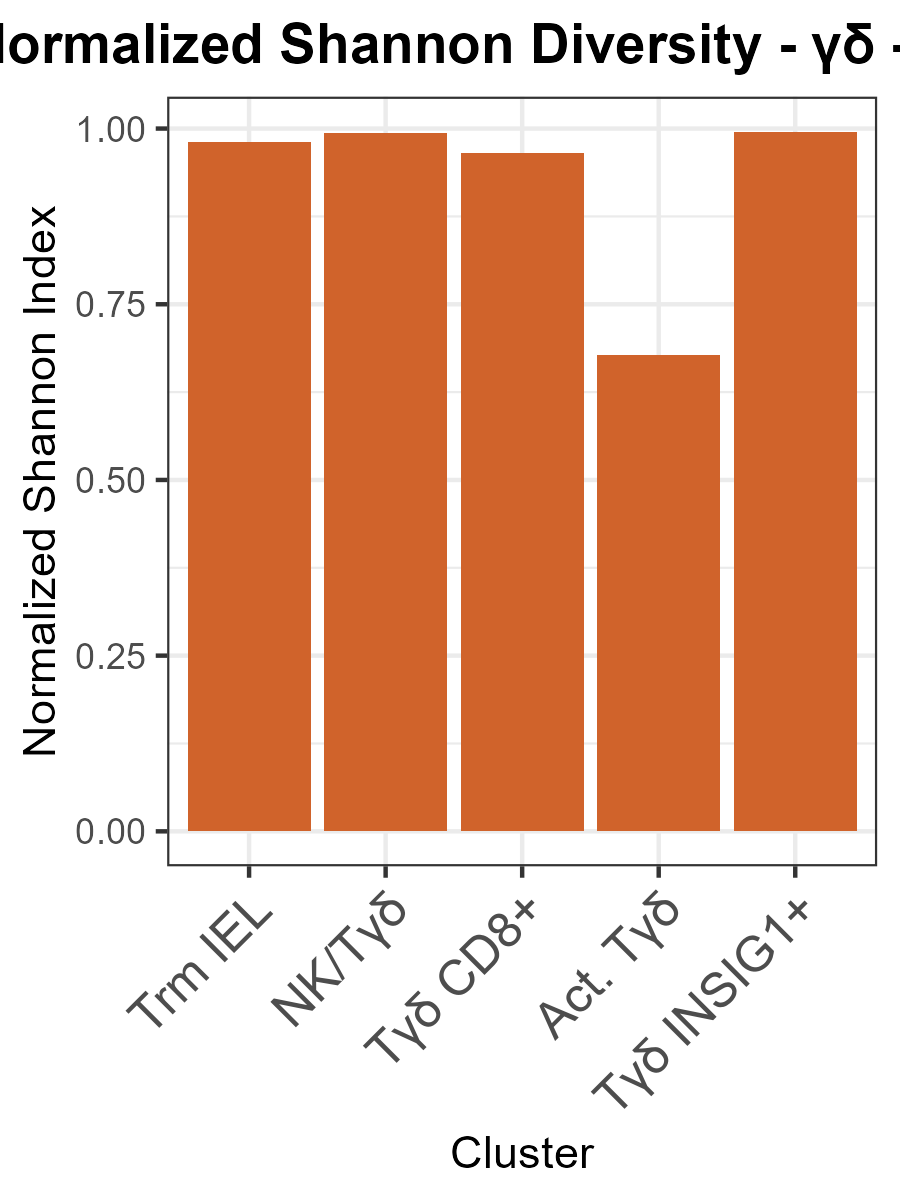 ormalized Shannon Diversity - γδ -
Normalized Shannon Index
1.00
0.75
0.50
0.25
0.00
Trm IEL
NK/Tγδ
Tγδ CD8+
Act. Tγδ
Tγδ INSIG1+
Cluster